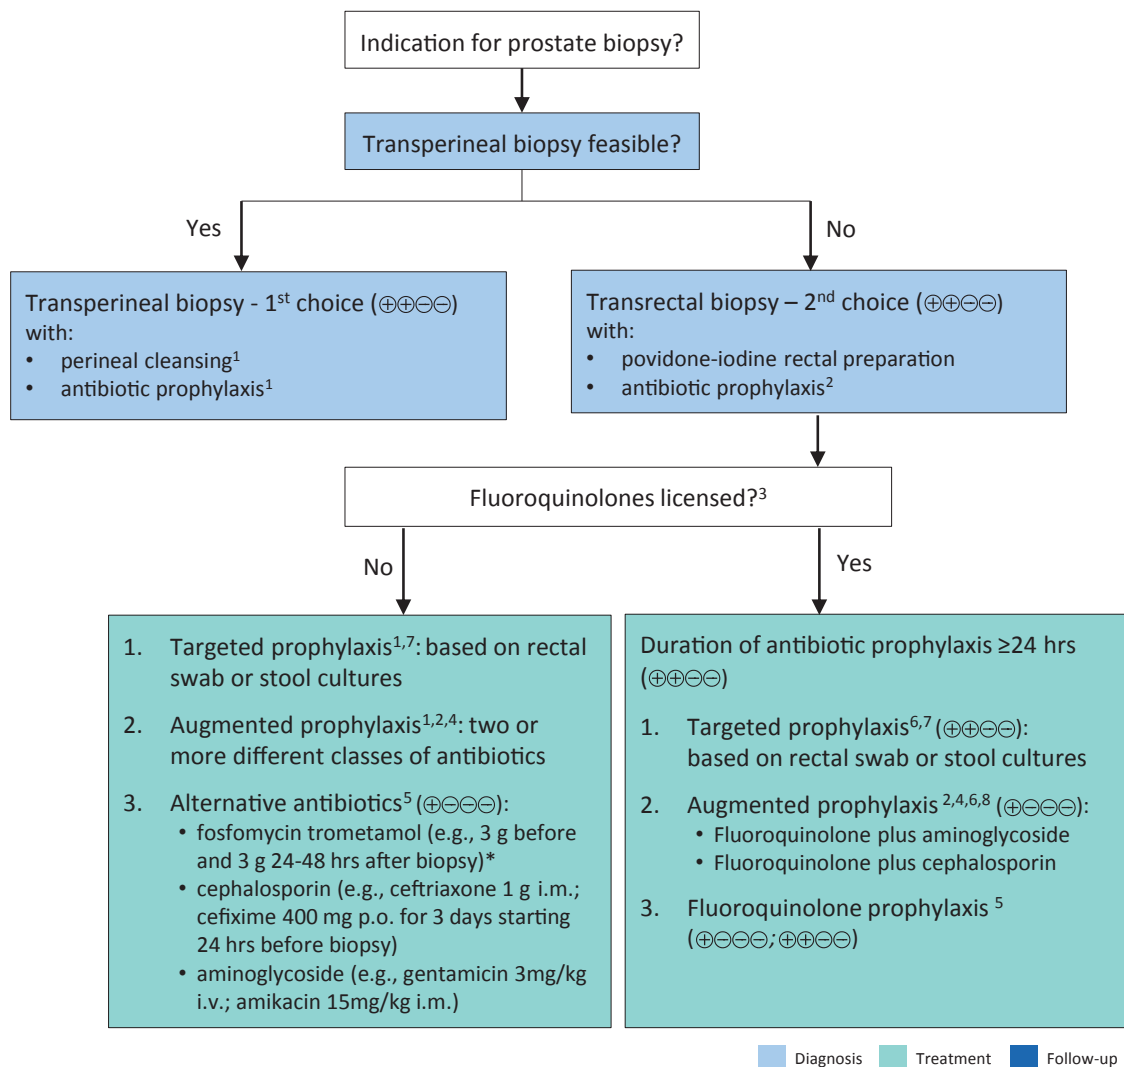 Indication for prostate biopsy?
Transperineal biopsy feasible?
Yes
No
Transperineal biopsy - 1st choice (⊕⊕⊖⊖)
with:
• perineal cleansing¹
• antibiotic prophylaxis¹
Transrectal biopsy – 2nd choice (⊕⊕⊖⊖)
with:
• povidone-iodine rectal preparation
• antibiotic prophylaxis²
Fluoroquinolones licensed?³
No
Yes
1. Targeted prophylaxis¹,⁷: based on rectal
swab or stool cultures
2. Augmented prophylaxis¹,²,⁴: two or
more different classes of antibiotics
3. Alternative antibiotics⁵ (⊕⊖⊖⊖):
• fosfomycin trometamol (e.g., 3 g before
and 3 g 24-48 hrs after biopsy)*
• cephalosporin (e.g., ceftriaxone 1 g i.m.;
cefixime 400 mg p.o. for 3 days starting
24 hrs before biopsy)
• aminoglycoside (e.g., gentamicin 3mg/kg
i.v.; amikacin 15mg/kg i.m.)
Duration of antibiotic prophylaxis ≥24 hrs
(⊕⊕⊖⊖)
1. Targeted prophylaxis⁶,⁷ (⊕⊕⊖⊖):
based on rectal swab or stool cultures
2. Augmented prophylaxis ²,⁴,⁶,⁸ (⊕⊖⊖⊖):
• Fluoroquinolone plus aminoglycoside
• Fluoroquinolone plus cephalosporin
3. Fluoroquinolone prophylaxis ⁵
(⊕⊖⊖⊖; ⊕⊕⊖⊖)
Diagnosis
Treatment
Follow-up